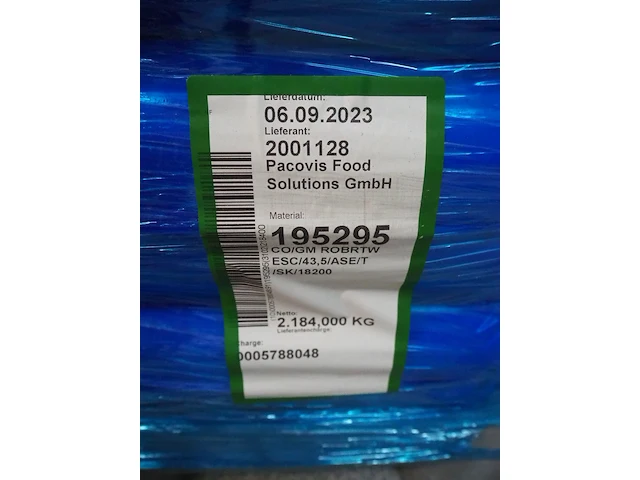 Lieferdatum:
06.09.2023
Lieferant:
2001128
Pacovis Food
Solutions GmbH
Material:
195295
CO/GM ROBRTW
ESC/43,5/ASE/T
/SK/18200
Netto:
2.184,000 KG
Lieferantencharge:
Charge:
0005788048